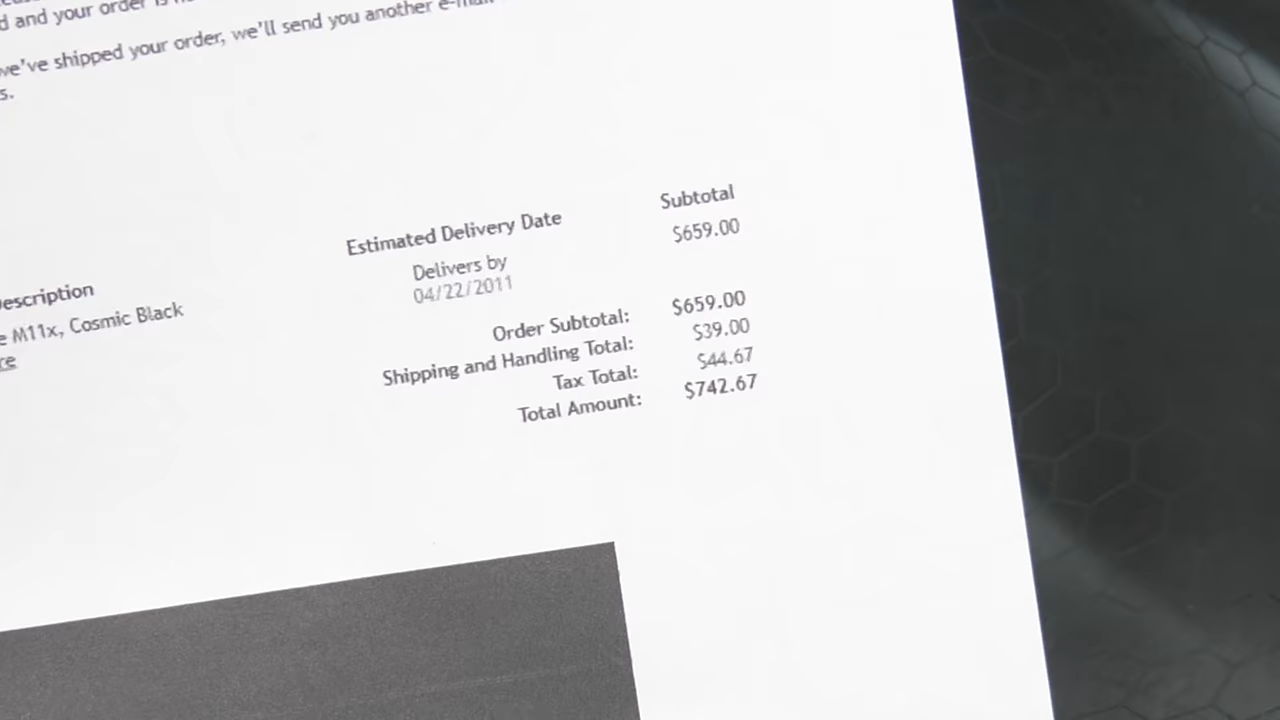 d and your order is
we've shipped your order, we'll send you another e-mail
s.
Estimated Delivery Date Subtotal
Delivers by $659.00
04/22/2011
escription
e M11x, Cosmic Black
re
Order Subtotal: $659.00
Shipping and Handling Total: $39.00
Tax Total: $44.67
Total Amount: $742.67